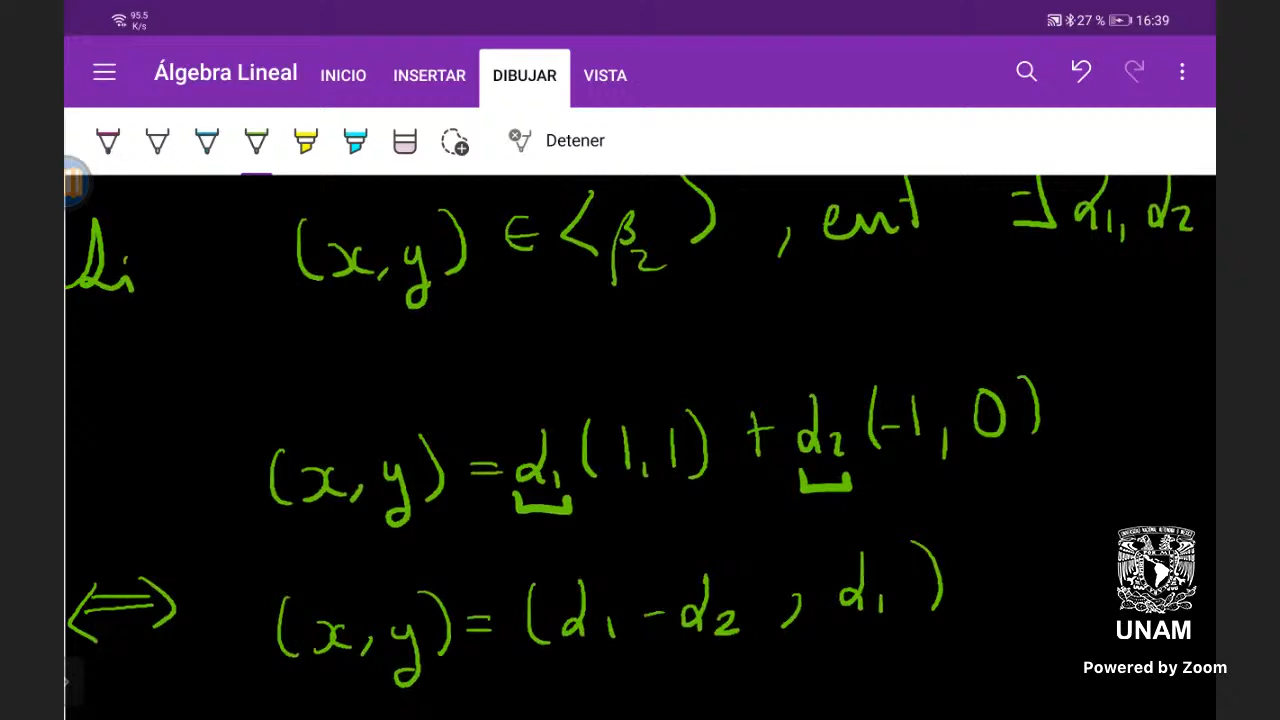 95.5 K/s 27 % 16:39
Álgebra Lineal INICIO INSERTAR DIBUJAR VISTA
Detener
Si (x, y) ∈ ⟨β₂⟩, ent ∃ α₁, α₂
(x, y) = α₁(1, 1) + α₂(-1, 0)
⟺ (x, y) = (α₁ - α₂, α₁)
UNAM
Powered by Zoom